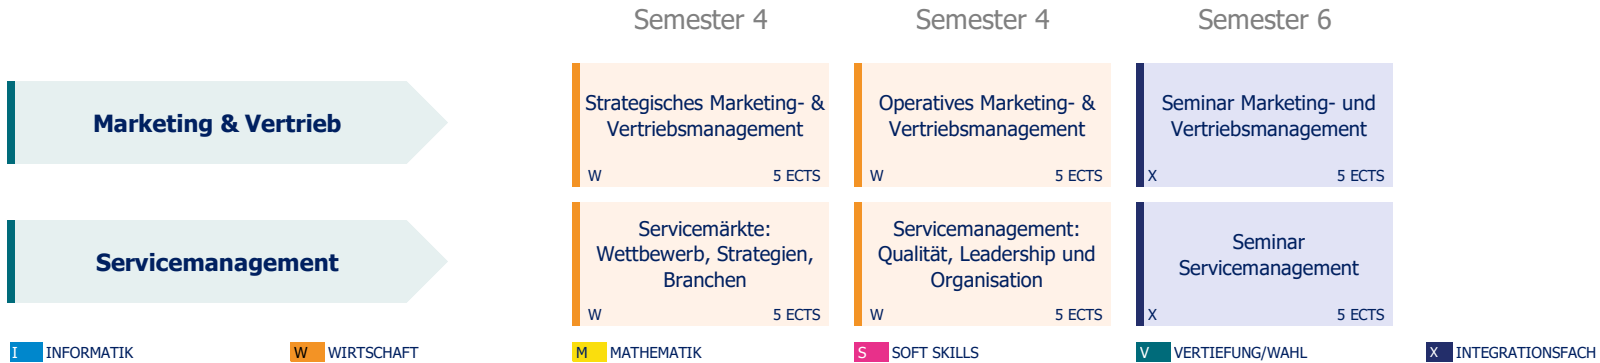 Semester 4
Semester 4
Semester 6
Marketing & Vertrieb
Strategisches Marketing- &
Vertriebsmanagement
W
5 ECTS
Operatives Marketing- &
Vertriebsmanagement
W
5 ECTS
Seminar Marketing- und
Vertriebsmanagement
X
5 ECTS
Servicemanagement
Servicemärkte:
Wettbewerb, Strategien,
Branchen
W
5 ECTS
Servicemanagement:
Qualität, Leadership und
Organisation
W
5 ECTS
Seminar
Servicemanagement
X
5 ECTS
I INFORMATIK
W WIRTSCHAFT
M MATHEMATIK
S SOFT SKILLS
V VERTIEFUNG/WAHL
X INTEGRATIONSFACH